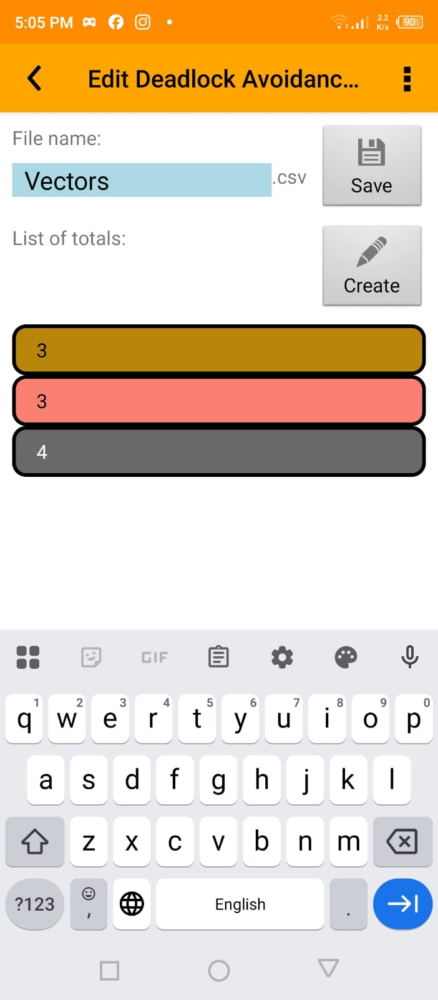 5:05 PM 2.2 K/s 90
Edit Deadlock Avoidanc...
File name:
Vectors .csv
Save
List of totals:
Create
3
3
4
GIF
1 2 3 4 5 6 7 8 9 0
q w e r t y u i o p
a s d f g h j k l
z x c v b n m
?123 , English .